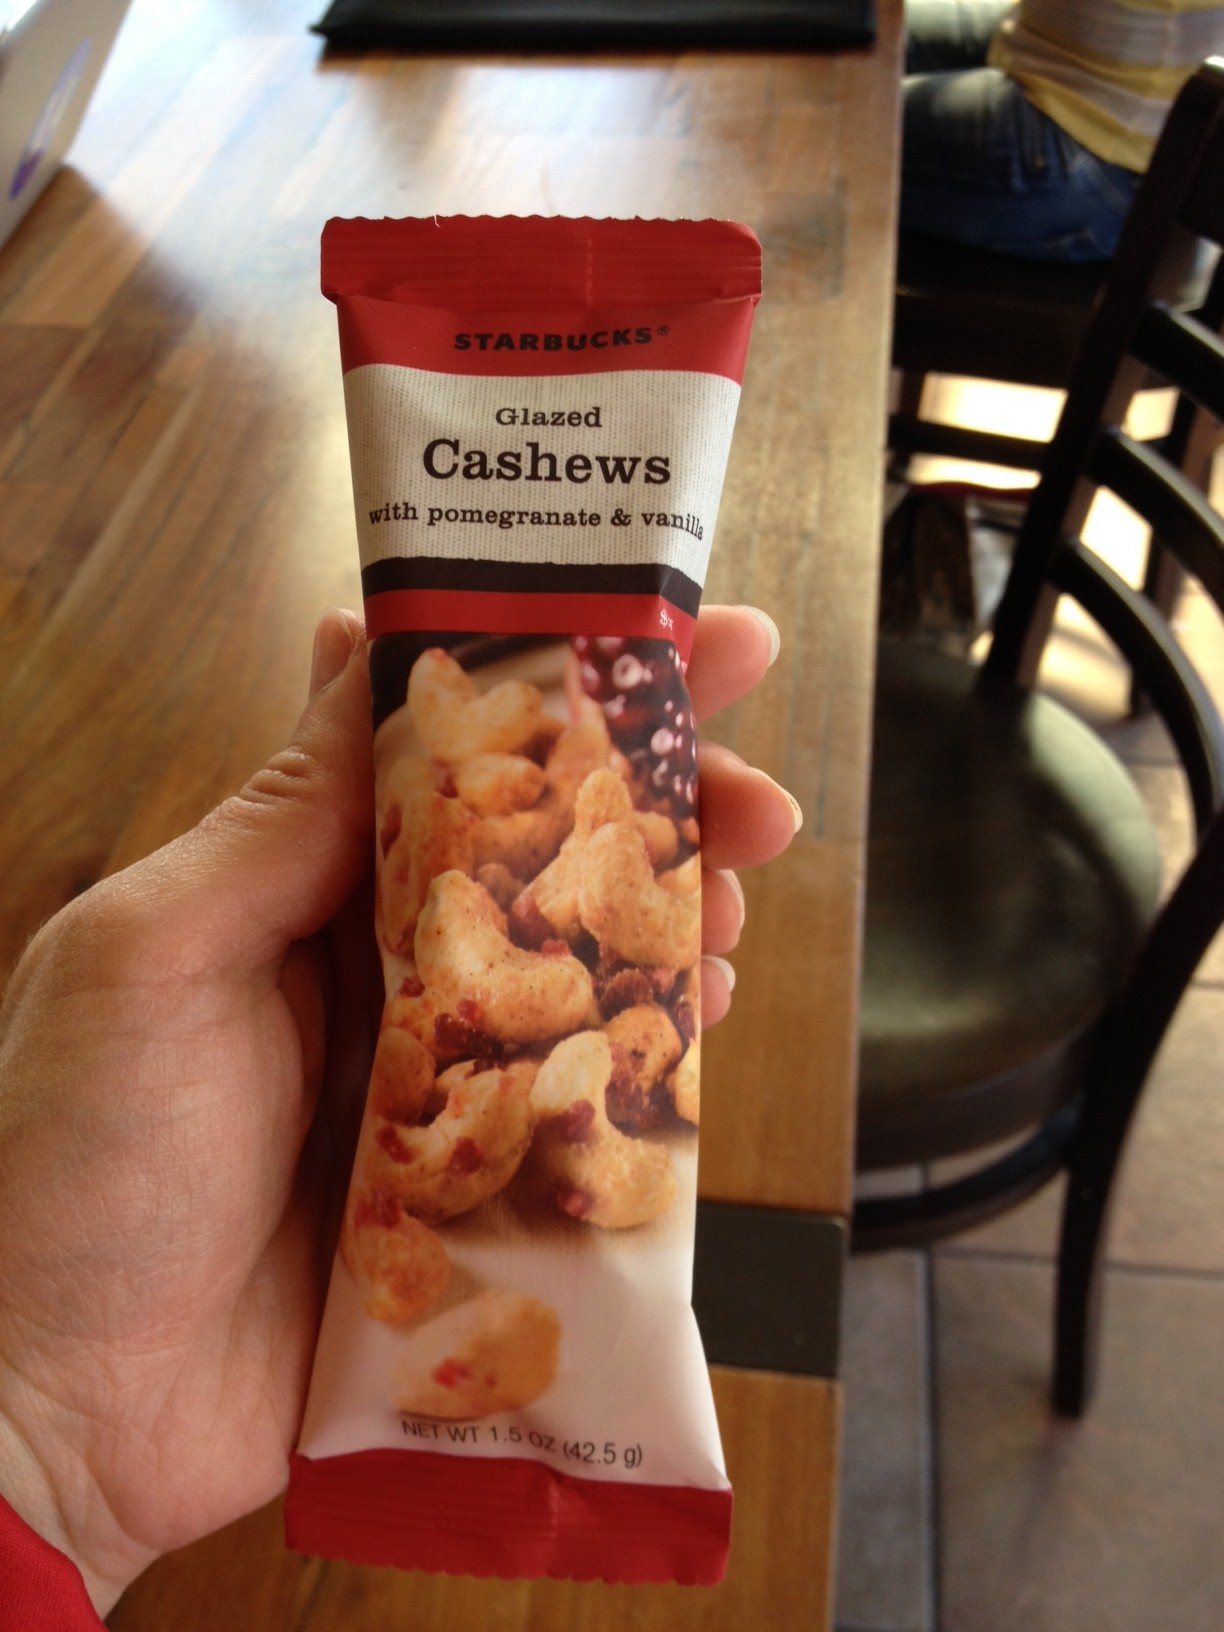 STARBUCKS®
Glazed
Cashews
with pomegranate & vanilla
NET WT 1.5 OZ (42.5 g)